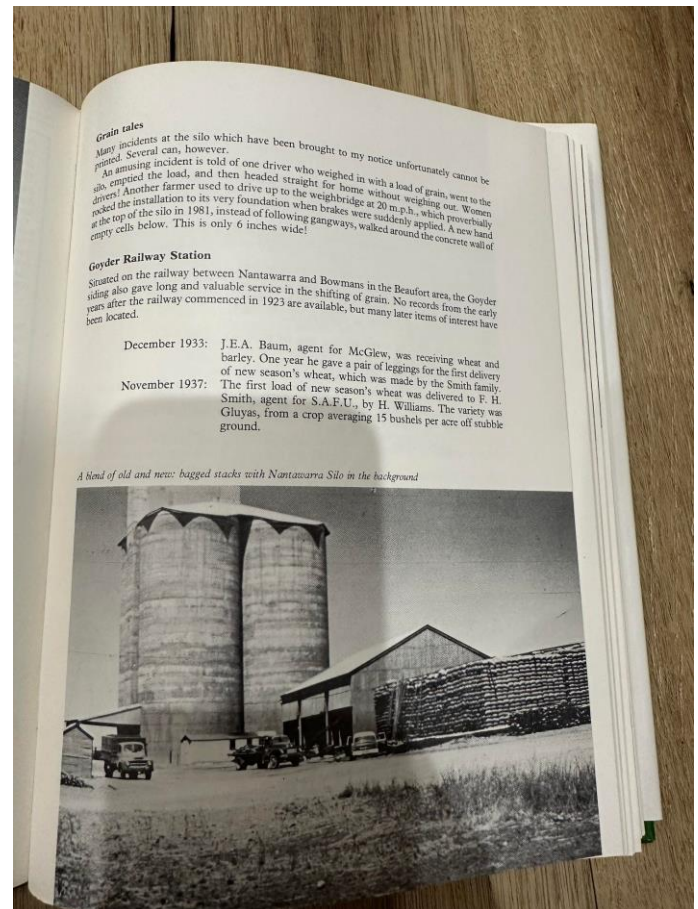 Grain tales
Many incidents at the silo which have been brought to my notice unfortunately cannot be
printed. Several can, however.
An amusing incident is told of one driver who weighed in with a load of grain, went to the
silo, emptied the load, and then headed straight for home without weighing out. Women
drivers! Another farmer used to drive up to the weighbridge at 20 m.p.h., which proverbially
rocked the installation to its very foundation when brakes were suddenly applied. A new hand
at the top of the silo in 1981, instead of following gangways, walked around the concrete wall of
empty cells below. This is only 6 inches wide!
Goyder Railway Station
Situated on the railway between Nantawarra and Bowmans in the Beaufort area, the Goyder
siding also gave long and valuable service in the shifting of grain. No records from the early
years after the railway commenced in 1923 are available, but many later items of interest have
been located.
December 1933: J.E.A. Baum, agent for McGlew, was receiving wheat and
barley. One year he gave a pair of leggings for the first delivery
of new season's wheat, which was made by the Smith family.
November 1937: The first load of new season's wheat was delivered to F. H.
Smith, agent for S.A.F.U., by H. Williams. The variety was
Gluyas, from a crop averaging 15 bushels per acre off stubble
ground.
A blend of old and new: bagged stacks with Nantawarra Silo in the background